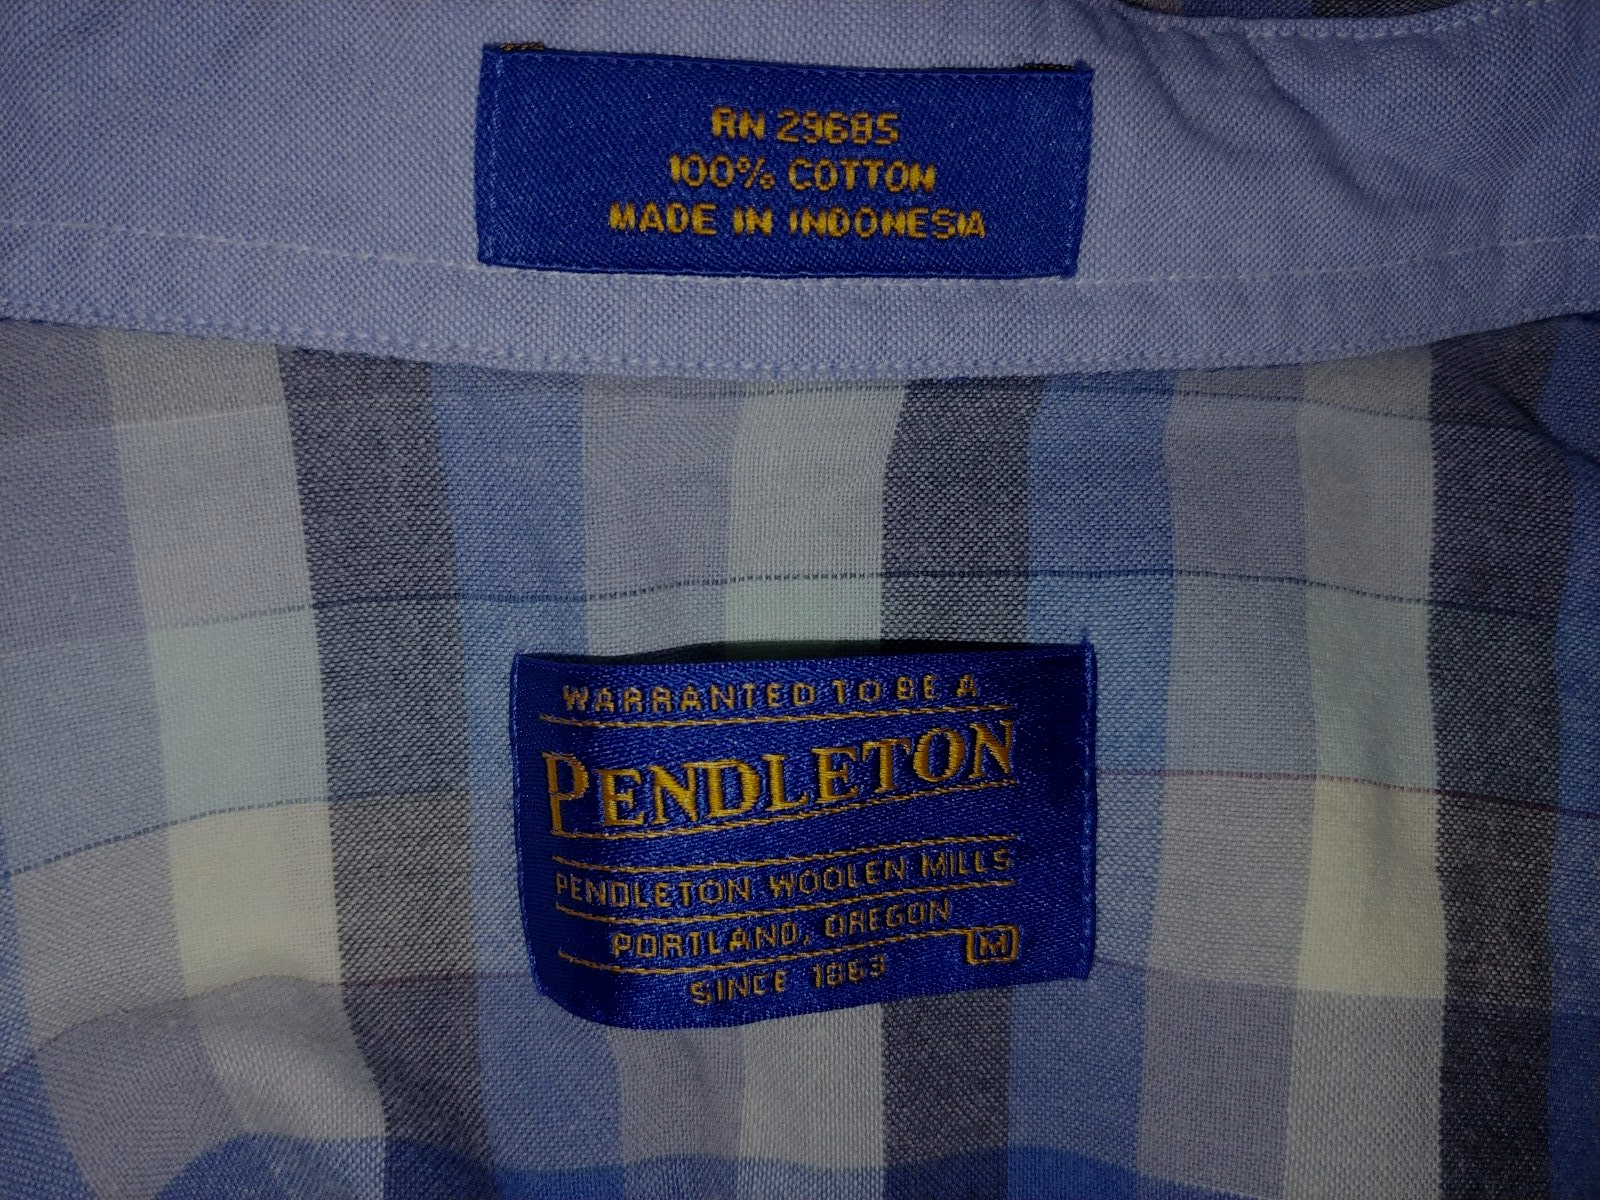 RN 29685
100% COTTON
MADE IN INDONESIA
WARRANTED TO BE A
PENDLETON
PENDLETON WOOLEN MILLS
PORTLAND, OREGON
SINCE 1863
M